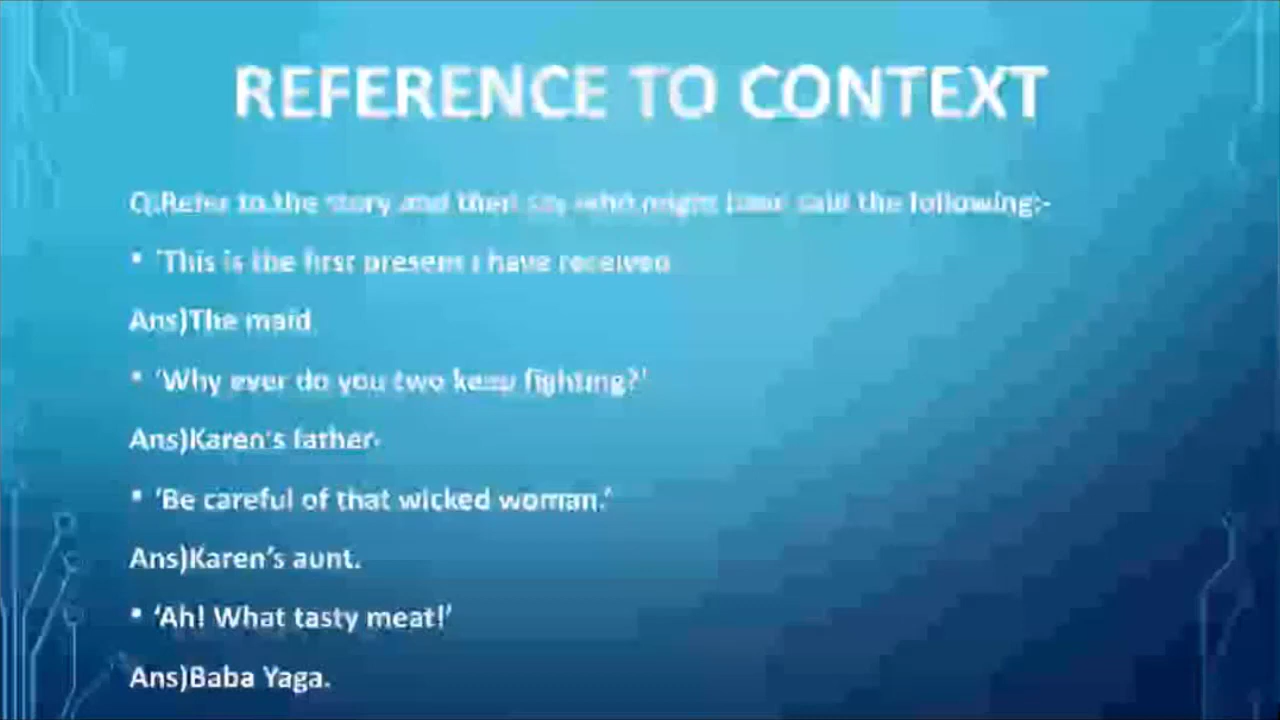 REFERENCE TO CONTEXT
Q.Refer to the story and then say who might have said the following:-
• 'This is the first present I have received
Ans)The maid
• 'Why ever do you two keep fighting?'
Ans)Karen's father-
• 'Be careful of that wicked woman.'
Ans)Karen's aunt.
• 'Ah! What tasty meat!'
Ans)Baba Yaga.